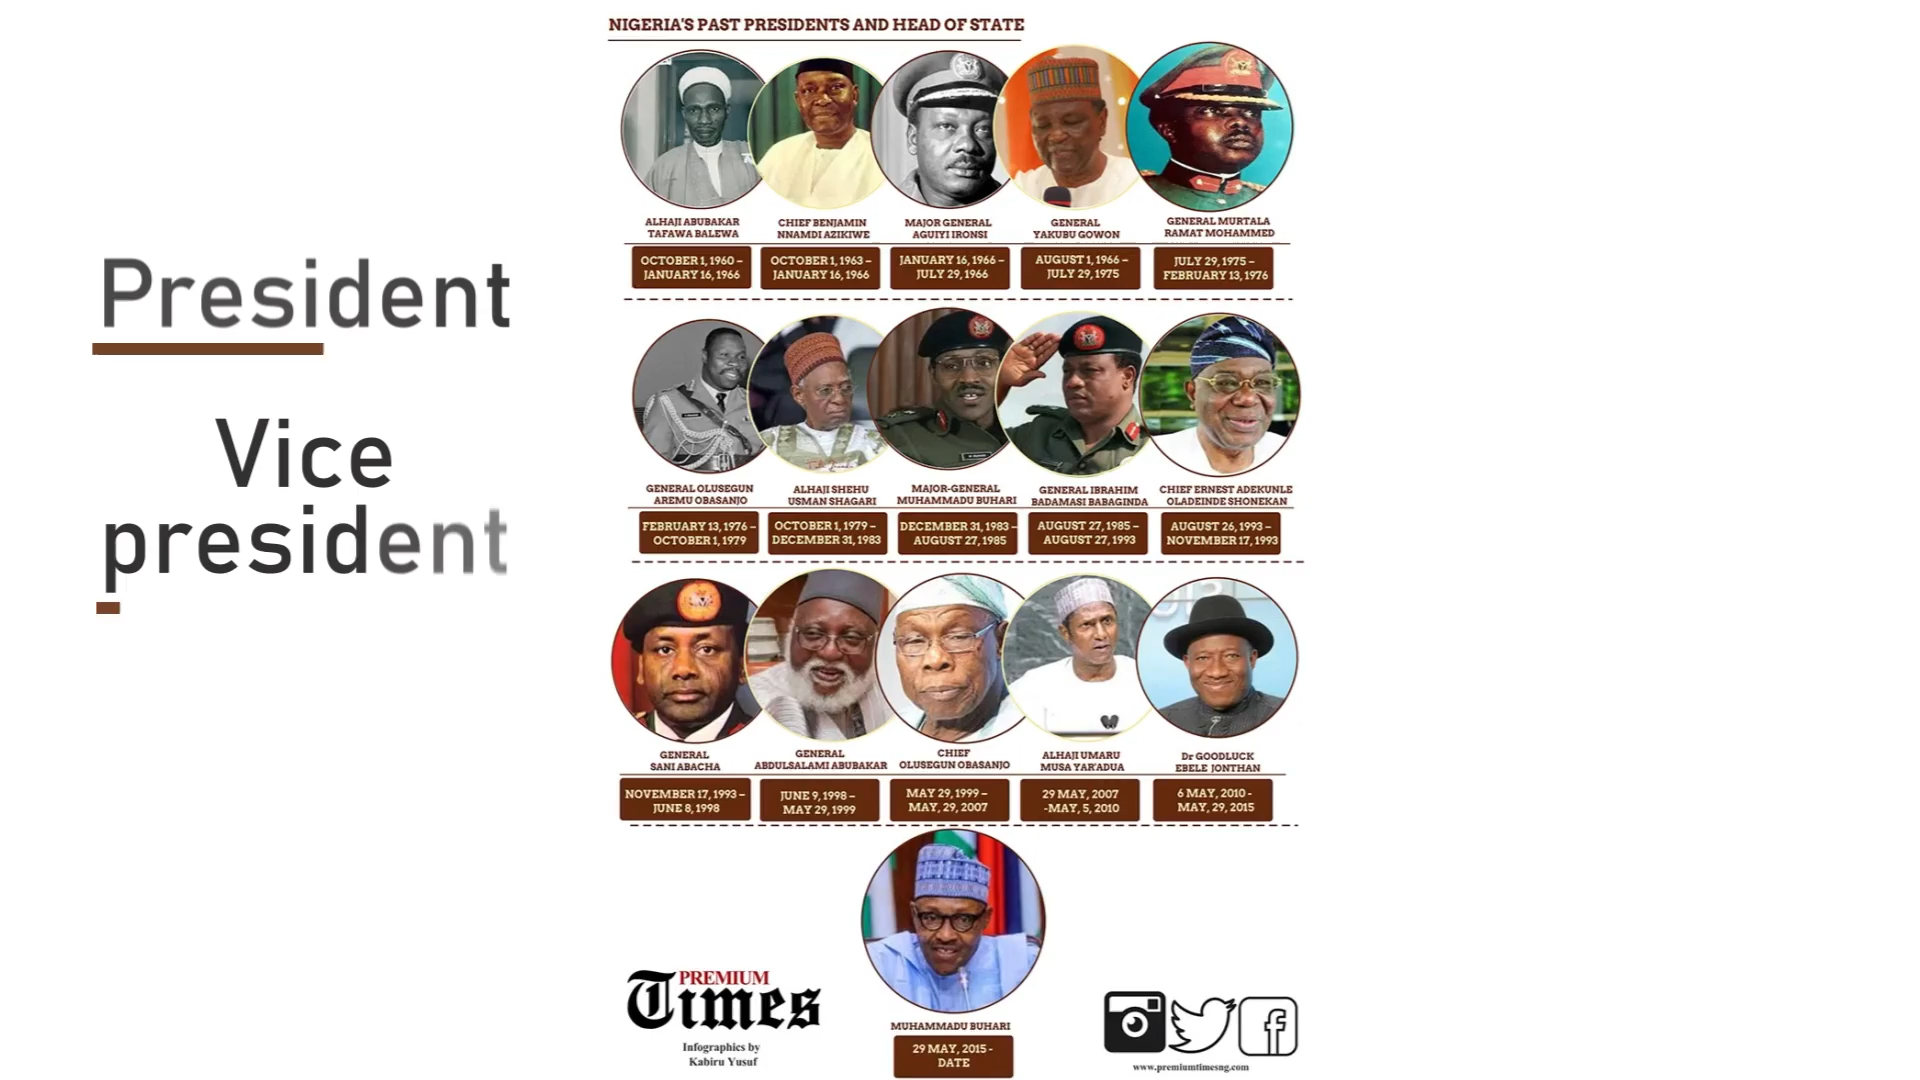 President
Vice
president
NIGERIA'S PAST PRESIDENTS AND HEAD OF STATE
ALHAJI ABUBAKAR
TAFAWA BALEWA
OCTOBER 1, 1960 –
JANUARY 16, 1966
CHIEF BENJAMIN
NNAMDI AZIKIWE
OCTOBER 1, 1963 –
JANUARY 16, 1966
MAJOR GENERAL
AGUIYI IRONSI
JANUARY 16, 1966 –
JULY 29, 1966
GENERAL
YAKUBU GOWON
AUGUST 1, 1966 –
JULY 29, 1975
GENERAL MURTALA
RAMAT MOHAMMED
JULY 29, 1975 –
FEBRUARY 13, 1976
GENERAL OLUSEGUN
AREMU OBASANJO
FEBRUARY 13, 1976 –
OCTOBER 1, 1979
ALHAJI SHEHU
USMAN SHAGARI
OCTOBER 1, 1979 –
DECEMBER 31, 1983
MAJOR-GENERAL
MUHAMMADU BUHARI
DECEMBER 31, 1983 –
AUGUST 27, 1985
GENERAL IBRAHIM
BADAMASI BABAGINDA
AUGUST 27, 1985 –
AUGUST 27, 1993
CHIEF ERNEST ADEKUNLE
OLADEINDE SHONEKAN
AUGUST 26, 1993 –
NOVEMBER 17, 1993
GENERAL
SANI ABACHA
NOVEMBER 17, 1993 –
JUNE 8, 1998
GENERAL
ABDULSALAMI ABUBAKAR
JUNE 9, 1998 –
MAY 29, 1999
CHIEF
OLUSEGUN OBASANJO
MAY 29, 1999 –
MAY, 29, 2007
ALHAJI UMARU
MUSA YAR'ADUA
29 MAY, 2007
-MAY, 5, 2010
Dr GOODLUCK
EBELE JONTHAN
6 MAY, 2010 -
MAY, 29, 2015
MUHAMMADU BUHARI
29 MAY, 2015 -
DATE
PREMIUM
Times
Infographics by
Kabiru Yusuf
www.premiumtimesng.com